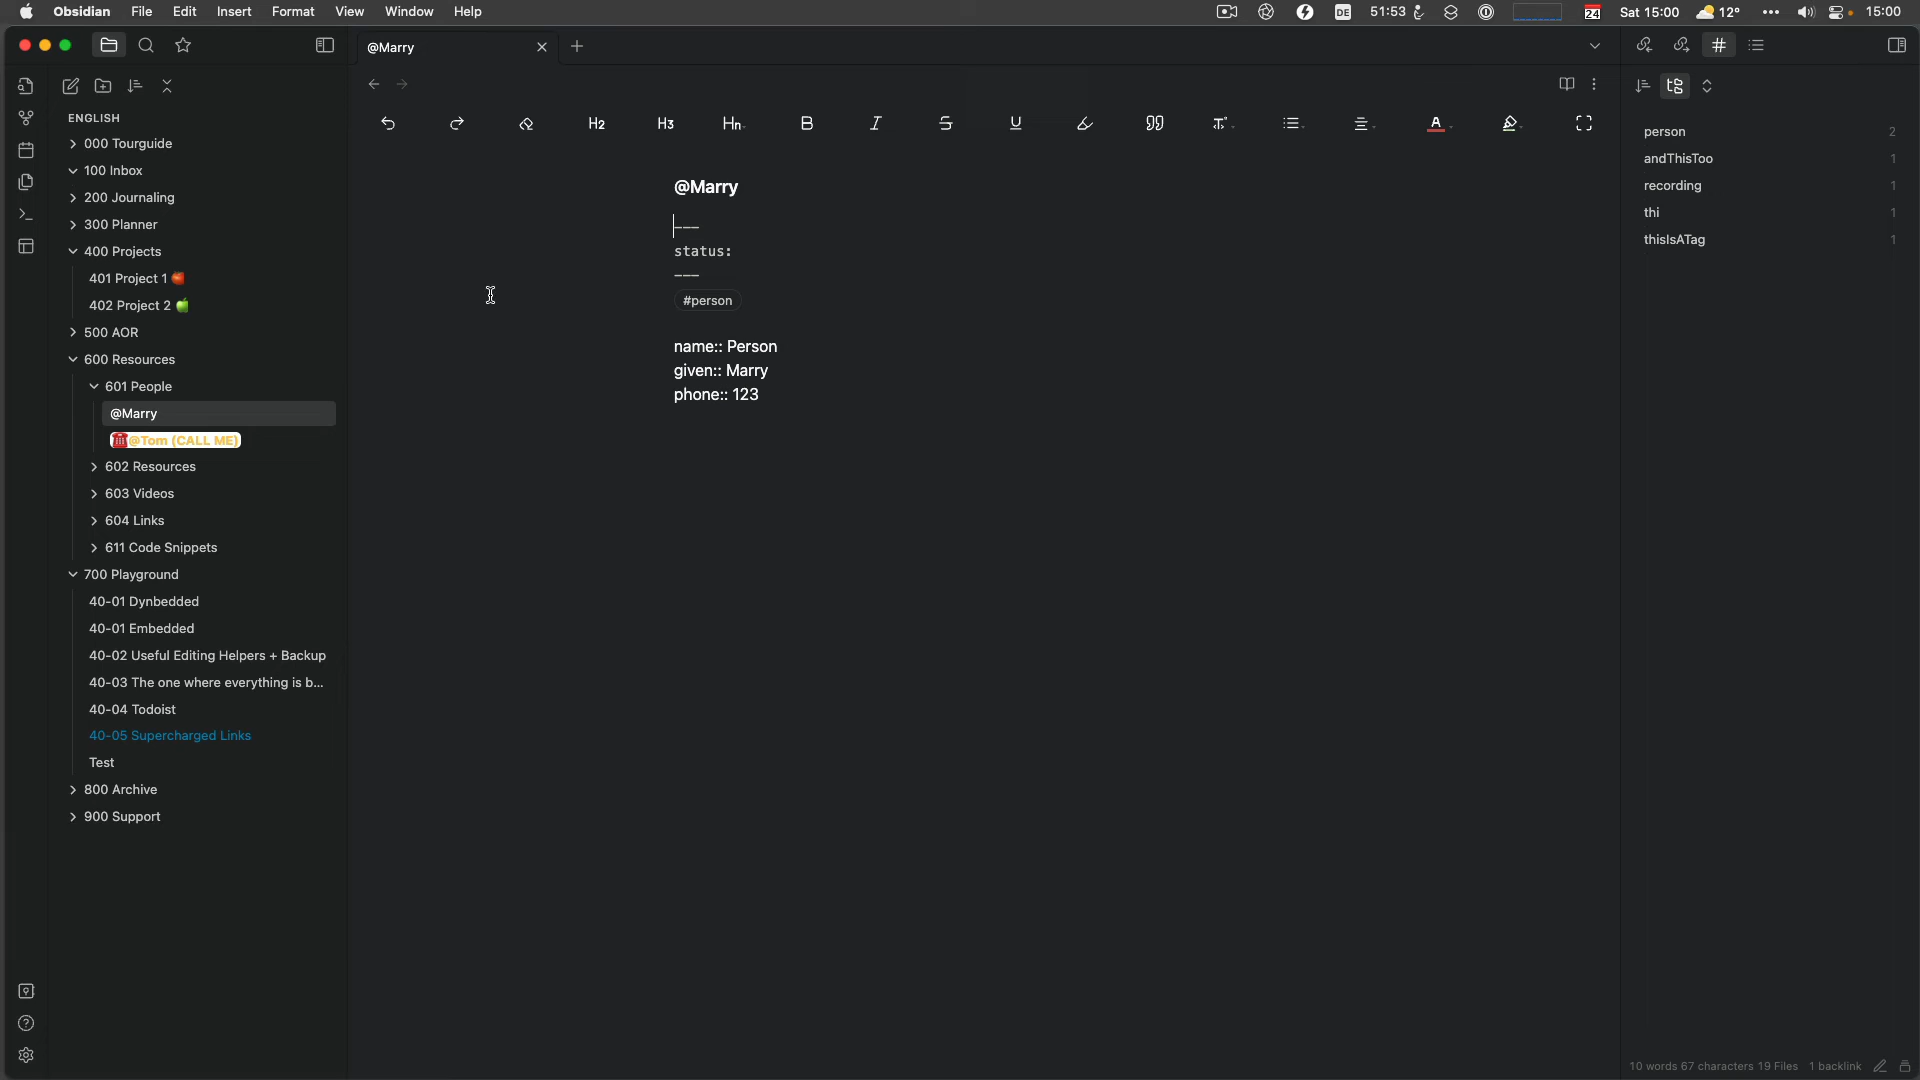 Obsidian File Edit Insert Format View Window Help
DE 51:53 24 Sat 15:00 12° 15:00
@Marry
ENGLISH
000 Tourguide
100 Inbox
200 Journaling
300 Planner
400 Projects
401 Project 1
402 Project 2
500 AOR
600 Resources
601 People
@Marry
@Tom (CALL ME)
602 Resources
603 Videos
604 Links
611 Code Snippets
700 Playground
40-01 Dynbedded
40-01 Embedded
40-02 Useful Editing Helpers + Backup
40-03 The one where everything is b...
40-04 Todoist
40-05 Supercharged Links
Test
800 Archive
900 Support
H2 H3 Hn B I S U A
@Marry
---
status:
---
#person
name:: Person
given:: Marry
phone:: 123
person 2
andThisToo 1
recording 1
thi 1
thisIsATag 1
10 words 67 characters 19 Files 1 backlink